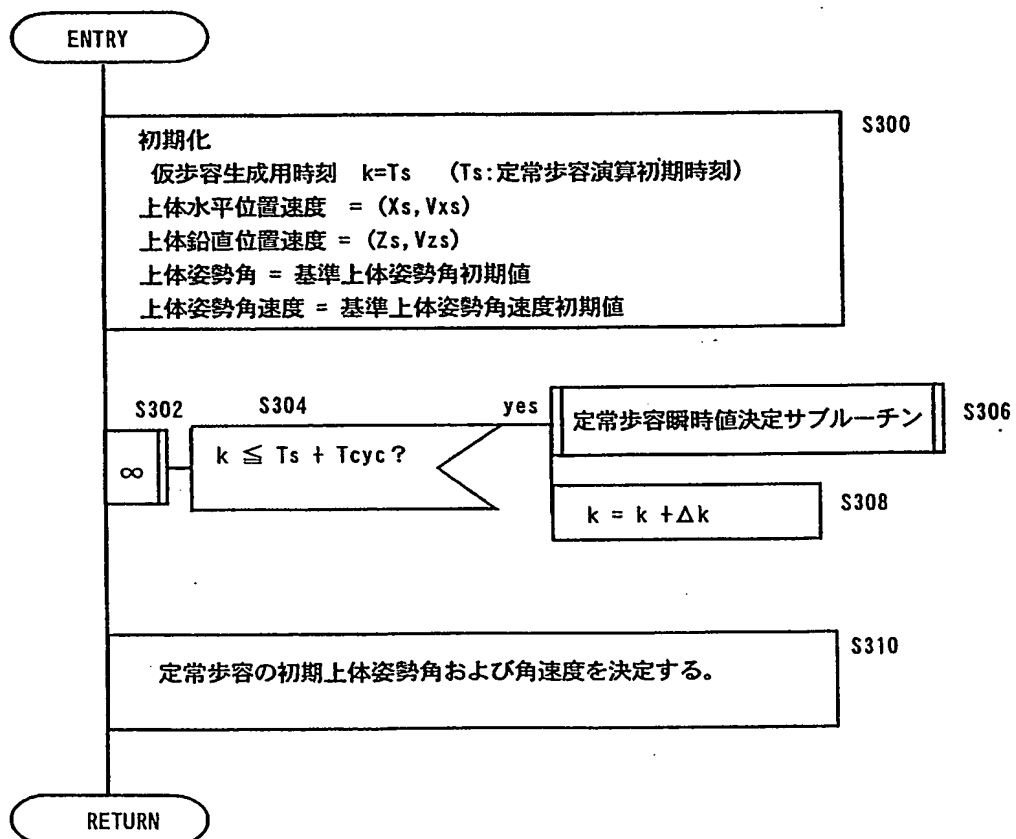 ENTRY
S300
初期化
仮歩容生成用時刻 k=Ts (Ts:定常歩容演算初期時刻)
上体水平位置速度 = (Xs,Vxs)
上体鉛直位置速度 = (Zs,Vzs)
上体姿勢角 = 基準上体姿勢角初期値
上体姿勢角速度 = 基準上体姿勢角速度初期値
S302
S304
yes
S306
∞
k ≦ Ts + Tcyc?
定常歩容瞬時値決定サブルーチン
S308
k = k +Δk
S310
定常歩容の初期上体姿勢角および角速度を決定する。
RETURN